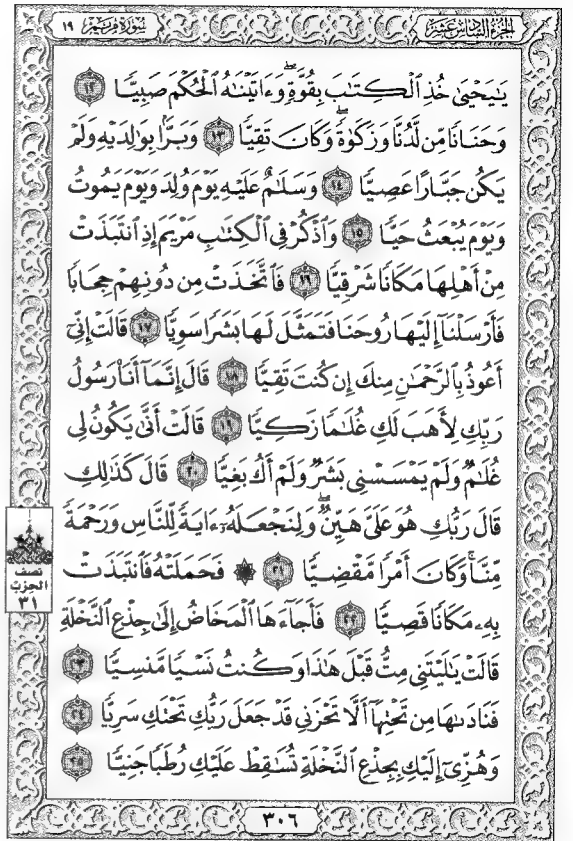 الجزء السادس عشر
سورة مريم ١٩
يَـٰيَحْيَىٰ خُذِ ٱلْكِتَـٰبَ بِقُوَّةٍۖ وَءَاتَيْنَـٰهُ ٱلْحُكْمَ صَبِيًّا ١٢
وَحَنَانًا مِّن لَّدُنَّا وَزَكَوٰةًۖ وَكَانَ تَقِيًّا ١٣ وَبَرًّۢا بِوَٰلِدَيْهِ وَلَمْ
يَكُن جَبَّارًا عَصِيًّا ١٤ وَسَلَـٰمٌ عَلَيْهِ يَوْمَ وُلِدَ وَيَوْمَ يَمُوتُ
وَيَوْمَ يُبْعَثُ حَيًّا ١٥ وَٱذْكُرْ فِى ٱلْكِتَـٰبِ مَرْيَمَ إِذِ ٱنتَبَذَتْ
مِنْ أَهْلِهَا مَكَانًا شَرْقِيًّا ١٦ فَٱتَّخَذَتْ مِن دُونِهِمْ حِجَابًا
فَأَرْسَلْنَآ إِلَيْهَا رُوحَنَا فَتَمَثَّلَ لَهَا بَشَرًا سَوِيًّا ١٧ قَالَتْ إِنِّىٓ
أَعُوذُ بِٱلرَّحْمَـٰنِ مِنكَ إِن كُنتَ تَقِيًّا ١٨ قَالَ إِنَّمَآ أَنَا۠ رَسُولُ
رَبِّكِ لِأَهَبَ لَكِ غُلَـٰمًا زَكِيًّا ١٩ قَالَتْ أَنَّىٰ يَكُونُ لِى
غُلَـٰمٌ وَلَمْ يَمْسَسْنِى بَشَرٌ وَلَمْ أَكُ بَغِيًّا ٢٠ قَالَ كَذَٰلِكِ
قَالَ رَبُّكِ هُوَ عَلَىَّ هَيِّنٌۖ وَلِنَجْعَلَهُۥٓ ءَايَةً لِّلنَّاسِ وَرَحْمَةً
مِّنَّاۚ وَكَانَ أَمْرًا مَّقْضِيًّا ٢١ ۞ فَحَمَلَتْهُ فَٱنتَبَذَتْ
بِهِۦ مَكَانًا قَصِيًّا ٢٢ فَأَجَآءَهَا ٱلْمَخَاضُ إِلَىٰ جِذْعِ ٱلنَّخْلَةِ
قَالَتْ يَـٰلَيْتَنِى مِتُّ قَبْلَ هَـٰذَا وَكُنتُ نَسْيًا مَّنسِيًّا ٢٣
فَنَادَىٰهَا مِن تَحْتِهَآ أَلَّا تَحْزَنِى قَدْ جَعَلَ رَبُّكِ تَحْتَكِ سَرِيًّا ٢٤
وَهُزِّىٓ إِلَيْكِ بِجِذْعِ ٱلنَّخْلَةِ تُسَـٰقِطْ عَلَيْكِ رُطَبًا جَنِيًّا ٢٥
نصف
الحزب
٣١
٣٠٦